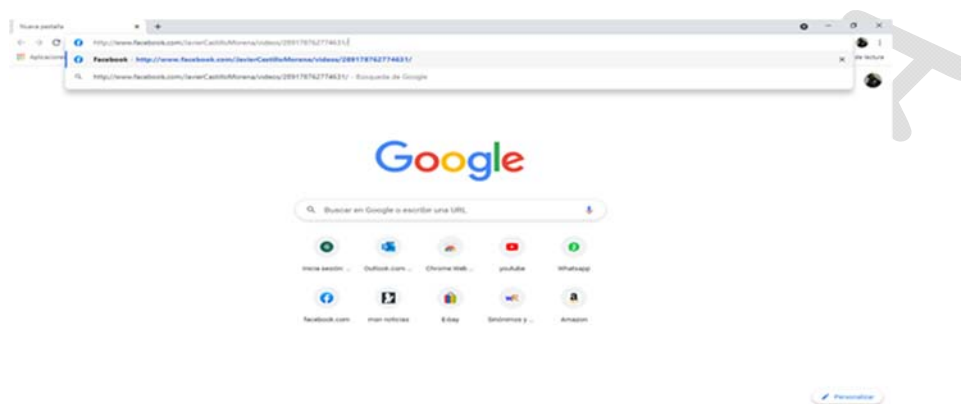 Nueva pestaña
http://www.facebook.com/JavierCastilloMorena/videos/289178762774631/
Aplicaciones
Facebook | http://www.facebook.com/JavierCastilloMorena/videos/289178762774631/
de lectura
http://www.facebook.com/JavierCastilloMorena/videos/289178762774631/ - Búsqueda de Google
Google
Buscar en Google o escribir una URL
Inicia sesión ...
Outlook.com ...
Chrome Web ...
youtube
Whatsapp
facebook.com
msn noticias
E-bay
Sinónimos y ...
Amazon
Personalizar